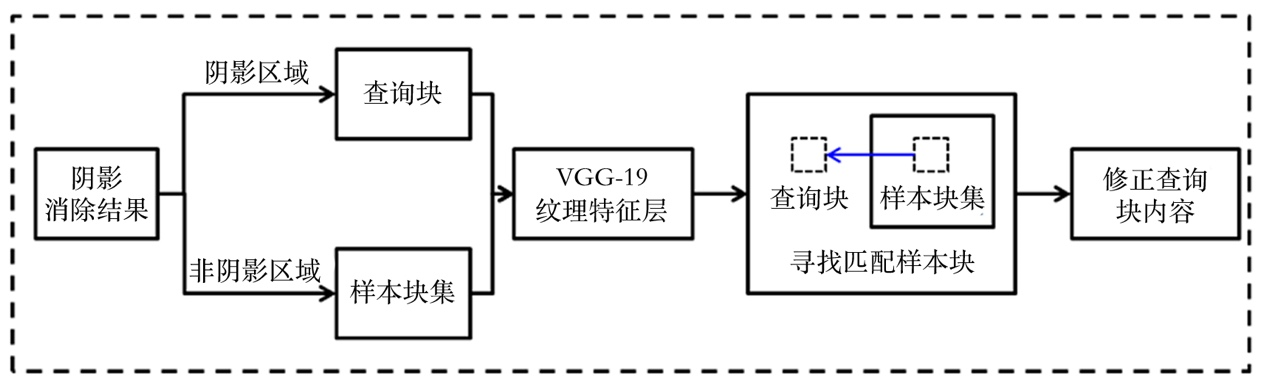 阴影
消除结果
阴影区域
查询块
非阴影区域
样本块集
VGG-19
纹理特征层
查询块
样本块集
寻找匹配样本块
修正查询
块内容